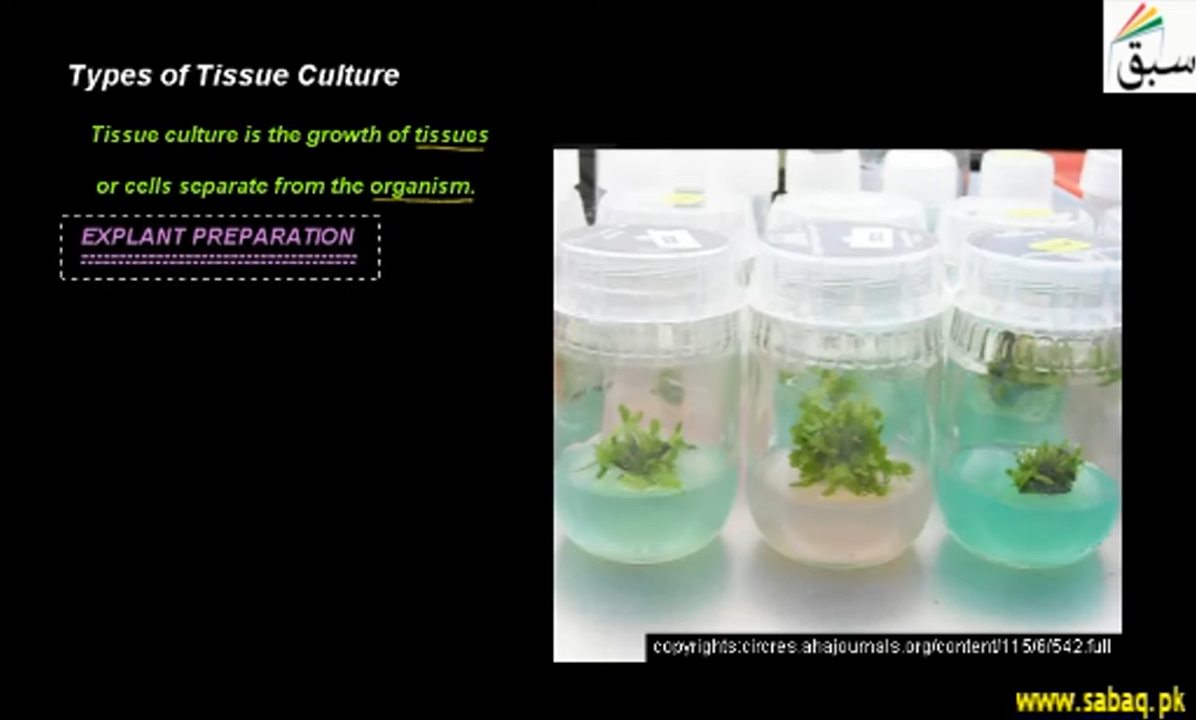 سبق
Types of Tissue Culture
Tissue culture is the growth of tissues
or cells separate from the organism.
EXPLANT PREPARATION
copyrights:circres.ahajournals.org/content/115/6/542.full
www.sabaq.pk